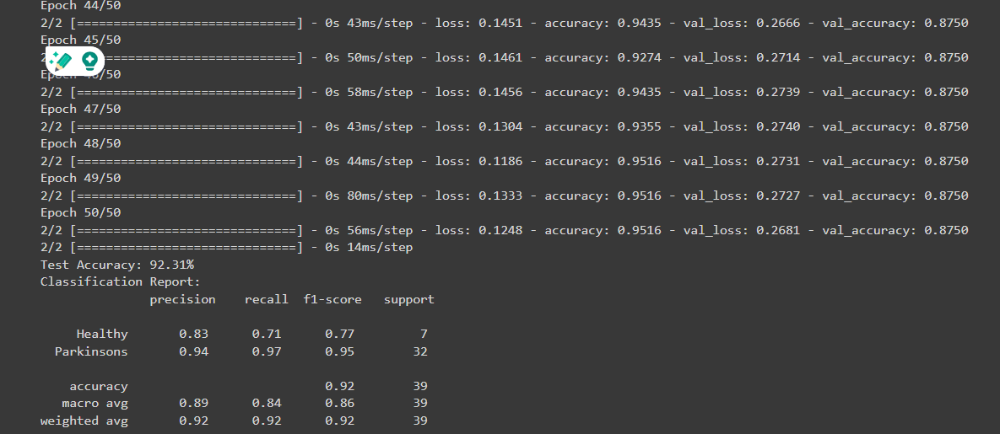 Epoch 44/50
2/2 [==============================] - 0s 43ms/step - loss: 0.1451 - accuracy: 0.9435 - val_loss: 0.2666 - val_accuracy: 0.8750
Epoch 45/50
2 ==============================] - 0s 50ms/step - loss: 0.1461 - accuracy: 0.9274 - val_loss: 0.2714 - val_accuracy: 0.8750
Epoch /50
2/2 [==============================] - 0s 58ms/step - loss: 0.1456 - accuracy: 0.9435 - val_loss: 0.2739 - val_accuracy: 0.8750
Epoch 47/50
2/2 [==============================] - 0s 43ms/step - loss: 0.1304 - accuracy: 0.9355 - val_loss: 0.2740 - val_accuracy: 0.8750
Epoch 48/50
2/2 [==============================] - 0s 44ms/step - loss: 0.1186 - accuracy: 0.9516 - val_loss: 0.2731 - val_accuracy: 0.8750
Epoch 49/50
2/2 [==============================] - 0s 80ms/step - loss: 0.1333 - accuracy: 0.9516 - val_loss: 0.2727 - val_accuracy: 0.8750
Epoch 50/50
2/2 [==============================] - 0s 56ms/step - loss: 0.1248 - accuracy: 0.9516 - val_loss: 0.2681 - val_accuracy: 0.8750
2/2 [==============================] - 0s 14ms/step
Test Accuracy: 92.31%
Classification Report:
precision recall f1-score support
Healthy 0.83 0.71 0.77 7
Parkinsons 0.94 0.97 0.95 32
accuracy 0.92 39
macro avg 0.89 0.84 0.86 39
weighted avg 0.92 0.92 0.92 39